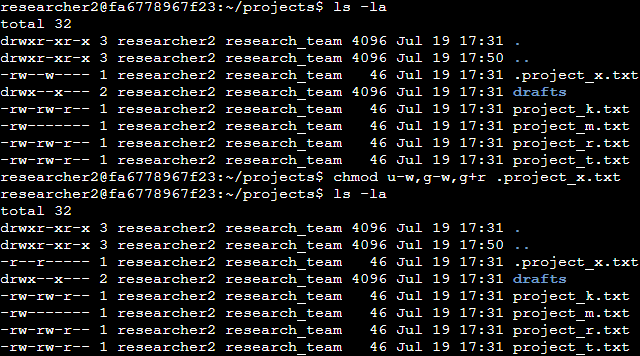 researcher2@fa6778967f23:~/projects$ ls -la
total 32
drwxr-xr-x 3 researcher2 research_team 4096 Jul 19 17:31 .
drwxr-xr-x 3 researcher2 research_team 4096 Jul 19 17:50 ..
-rw--w---- 1 researcher2 research_team   46 Jul 19 17:31 .project_x.txt
drwx--x--- 2 researcher2 research_team 4096 Jul 19 17:31 drafts
-rw-rw-r-- 1 researcher2 research_team   46 Jul 19 17:31 project_k.txt
-rw------- 1 researcher2 research_team   46 Jul 19 17:31 project_m.txt
-rw-rw-r-- 1 researcher2 research_team   46 Jul 19 17:31 project_r.txt
-rw-rw-r-- 1 researcher2 research_team   46 Jul 19 17:31 project_t.txt
researcher2@fa6778967f23:~/projects$ chmod u-w,g-w,g+r .project_x.txt
researcher2@fa6778967f23:~/projects$ ls -la
total 32
drwxr-xr-x 3 researcher2 research_team 4096 Jul 19 17:31 .
drwxr-xr-x 3 researcher2 research_team 4096 Jul 19 17:50 ..
-r--r----- 1 researcher2 research_team   46 Jul 19 17:31 .project_x.txt
drwx--x--- 2 researcher2 research_team 4096 Jul 19 17:31 drafts
-rw-rw-r-- 1 researcher2 research_team   46 Jul 19 17:31 project_k.txt
-rw------- 1 researcher2 research_team   46 Jul 19 17:31 project_m.txt
-rw-rw-r-- 1 researcher2 research_team   46 Jul 19 17:31 project_r.txt
-rw-rw-r-- 1 researcher2 research_team   46 Jul 19 17:31 project_t.txt